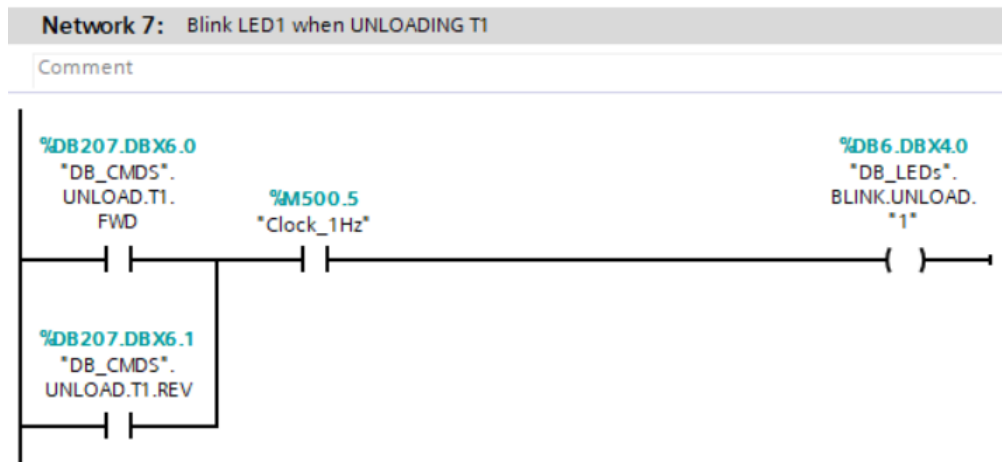 Network 7: Blink LED1 when UNLOADING T1
Comment
%DB207.DBX6.0
"DB_CMDS".
UNLOAD.T1.
FWD
%M500.5
"Clock_1Hz"
%DB6.DBX4.0
"DB_LEDs".
BLINK.UNLOAD.
"1"
%DB207.DBX6.1
"DB_CMDS".
UNLOAD.T1.REV